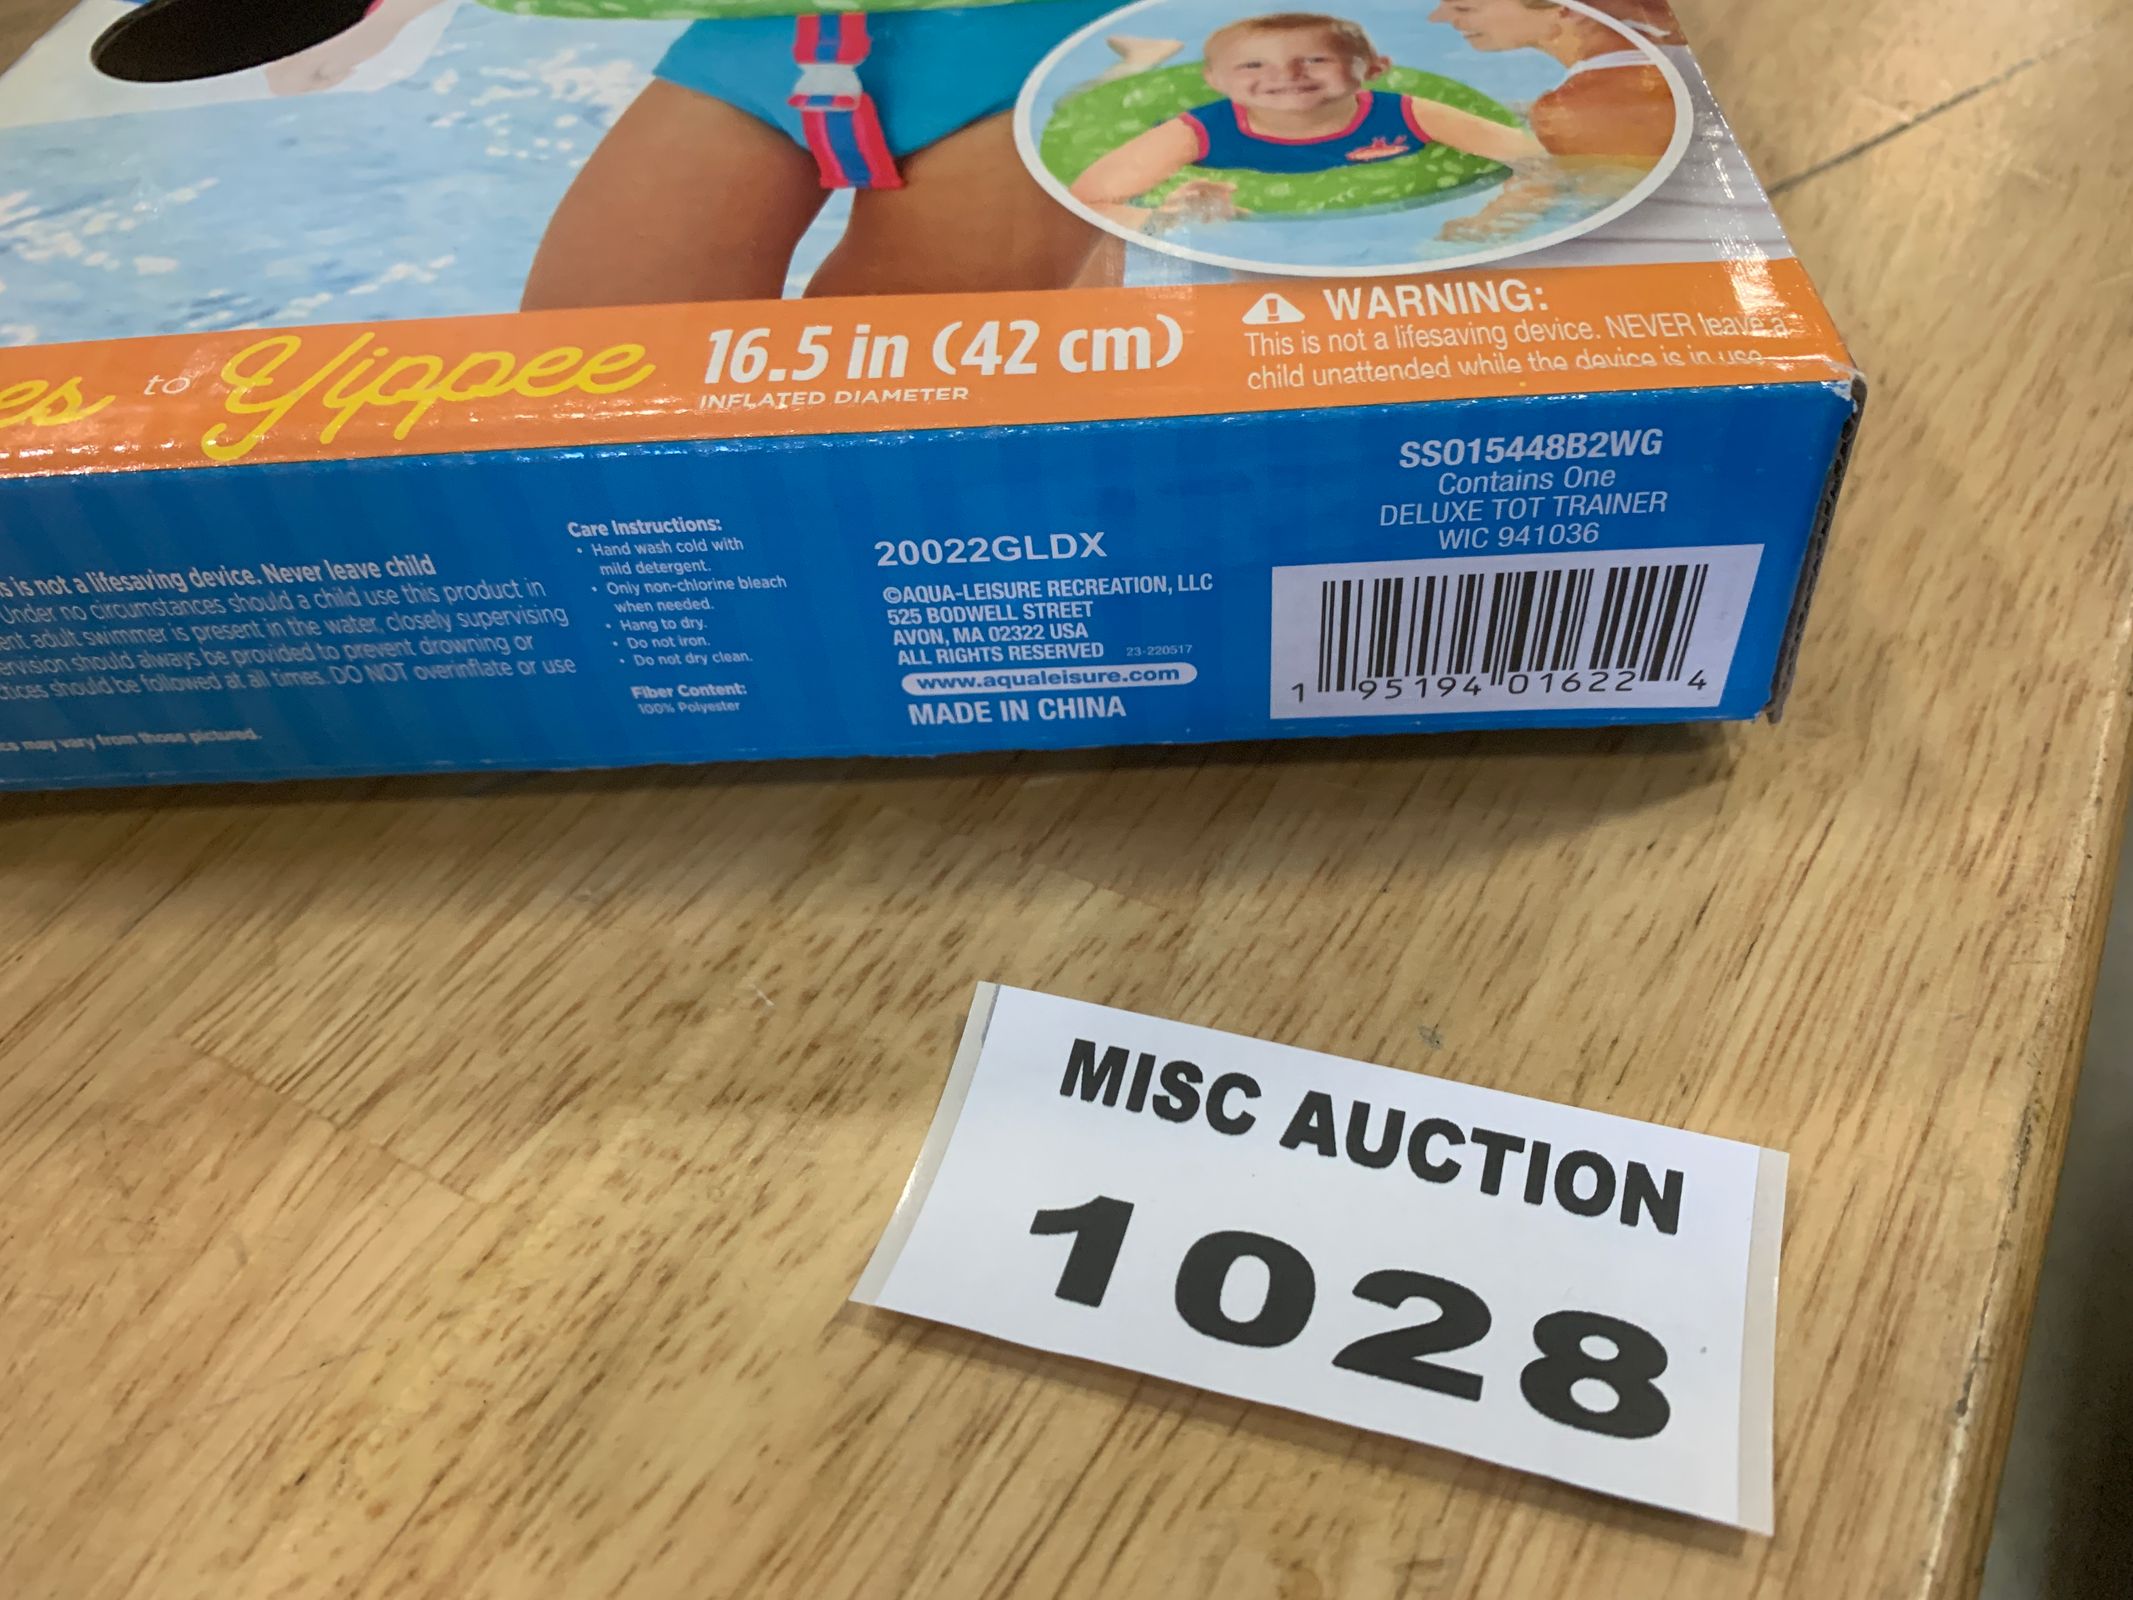 es to Yippee
16.5 in (42 cm)
INFLATED DIAMETER
WARNING:
This is not a lifesaving device. NEVER leave a
child unattended while the device is in use
is not a lifesaving device. Never leave child
Under no circumstances should a child use this product in
adult swimmer is present in the water, closely supervising
should always be provided to prevent drowning or
should be followed at all times. DO NOT overinflate or use
may vary from those pictured.
Care Instructions:
• Hand wash cold with
mild detergent.
• Only non-chlorine bleach
when needed.
• Hang to dry.
• Do not iron.
• Do not dry clean.
Fiber Content:
100% Polyester
20022GLDX
©AQUA-LEISURE RECREATION, LLC
525 BODWELL STREET
AVON, MA 02322 USA
ALL RIGHTS RESERVED 23-220517
www.aqualeisure.com
MADE IN CHINA
SSO15448B2WG
Contains One
DELUXE TOT TRAINER
WIC 941036
1 95194 01622 4
MISC AUCTION
1028